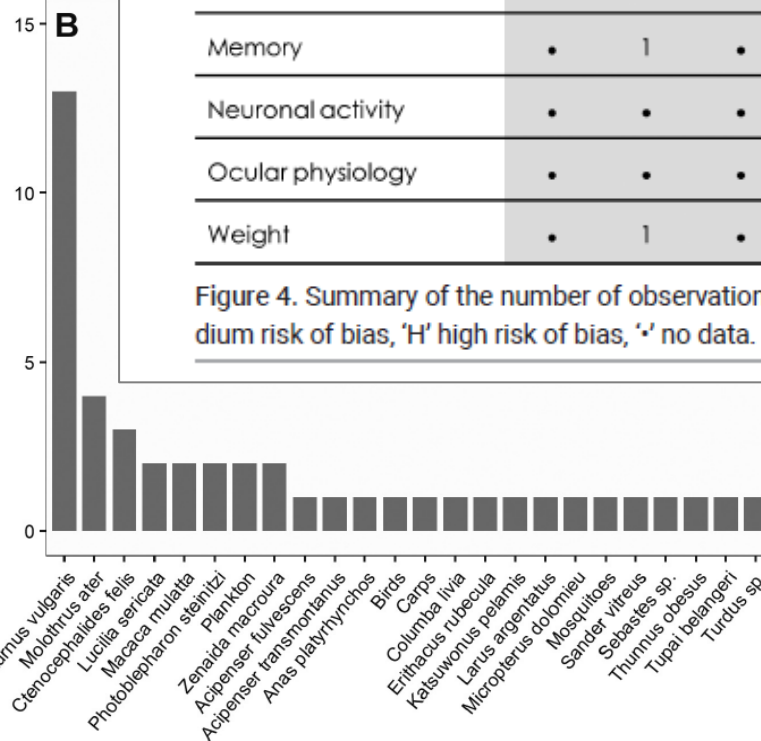 15
B
10
5
0
Memory • 1 •
Neuronal activity • • •
Ocular physiology • • •
Weight • 1 •
Figure 4. Summary of the number of observation
dium risk of bias, ‘H’ high risk of bias, ‘•’ no data.
vulgaris
Molothrus ater
Ctenocephalides felis
Lucilia sericata
Macaca mulatta
Photoblepharon steinitzi
Plankton
Zenaida macroura
Acipenser fulvescens
Acipenser transmontanus
Anas platyrhynchos
Birds
Carps
Columba livia
Erithacus rubecula
Katsuwonus pelamis
Larus argentatus
Micropterus dolomieu
Mosquitoes
Sander vitreus
Sebastes sp.
Thunnus obesus
Tupai belangeri
Turdus sp